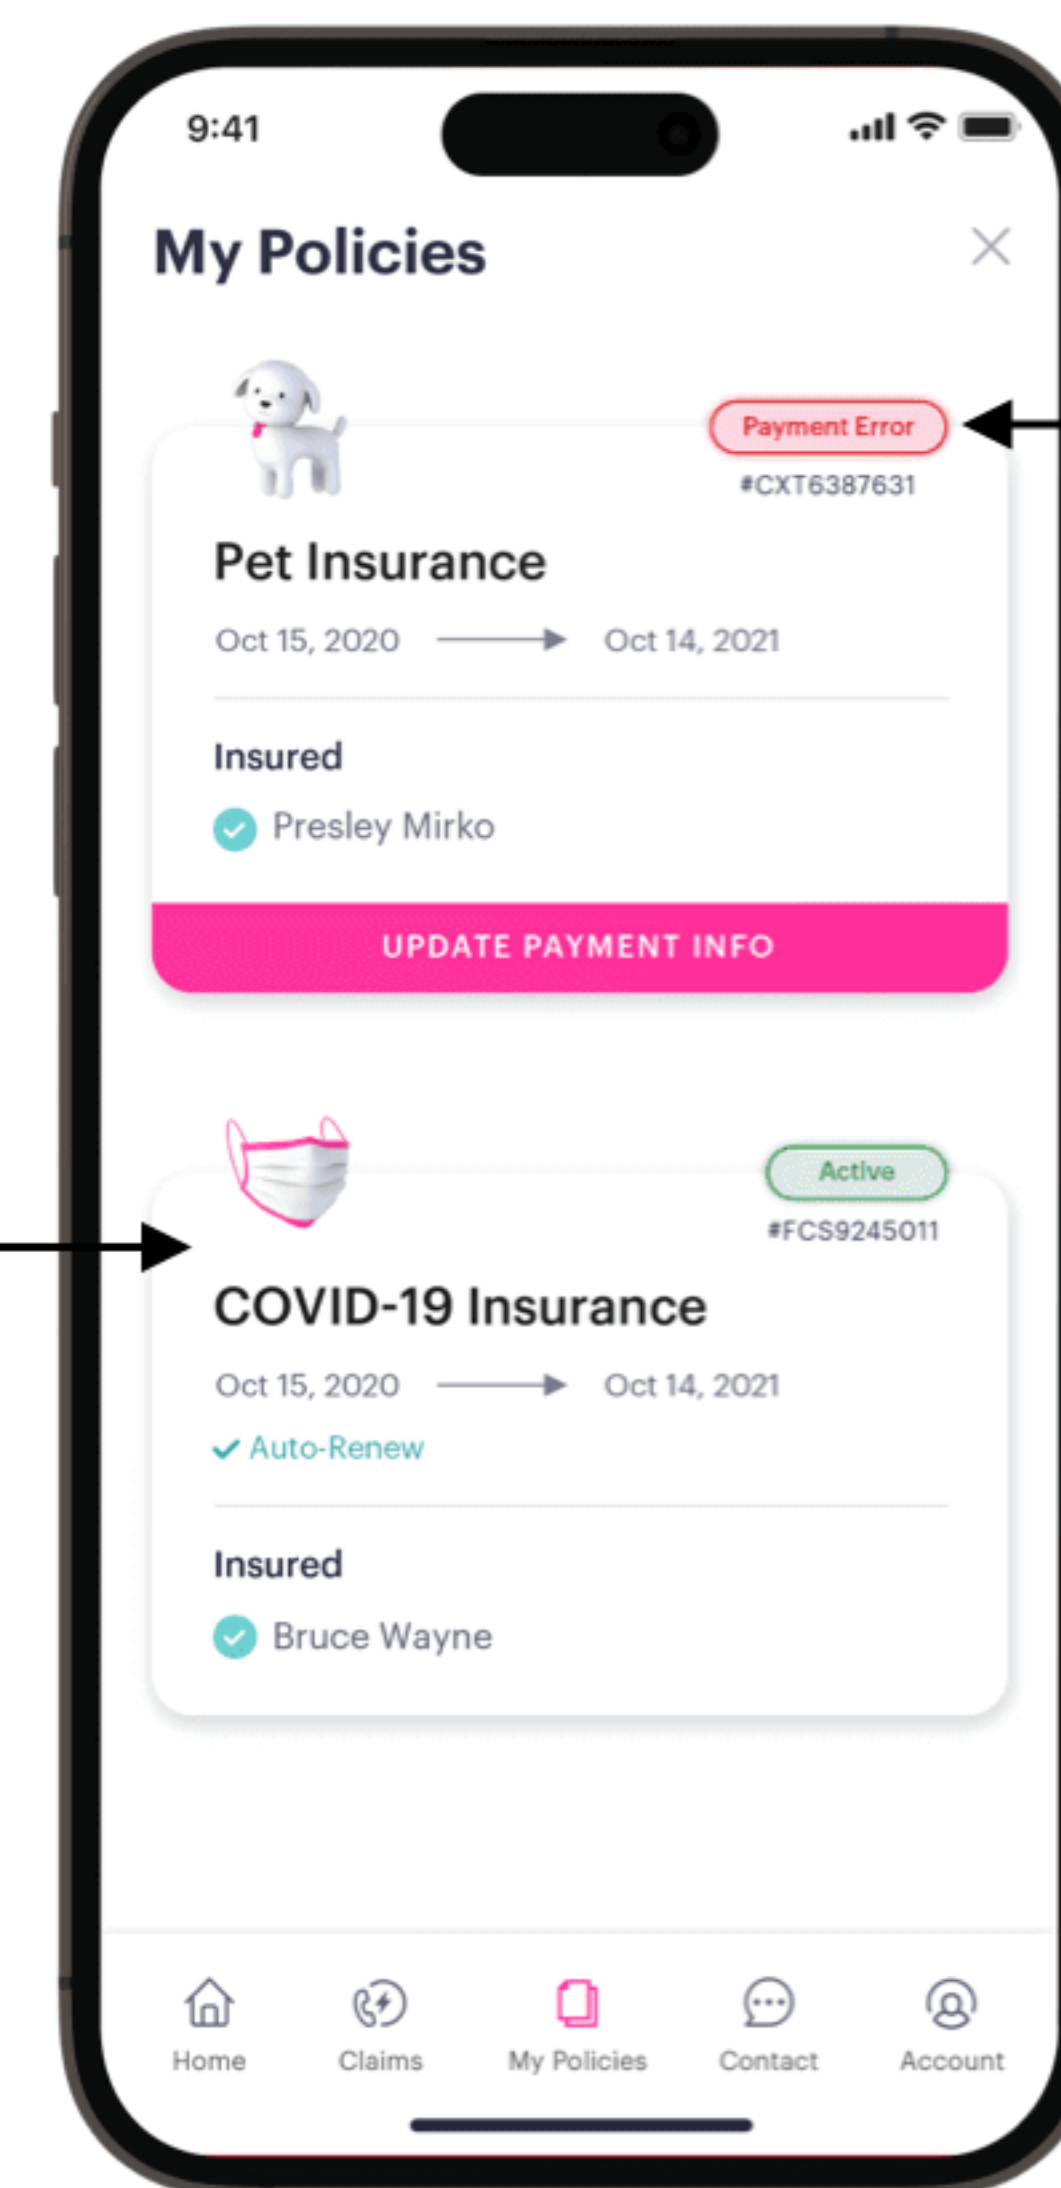 9:41
My Policies
Payment Error
#CXT6387631
Pet Insurance
Oct 15, 2020 Oct 14, 2021
Insured
Presley Mirko
UPDATE PAYMENT INFO
Active
#FCS9245011
COVID-19 Insurance
Oct 15, 2020 Oct 14, 2021
Auto-Renew
Insured
Bruce Wayne
Home Claims My Policies Contact Account